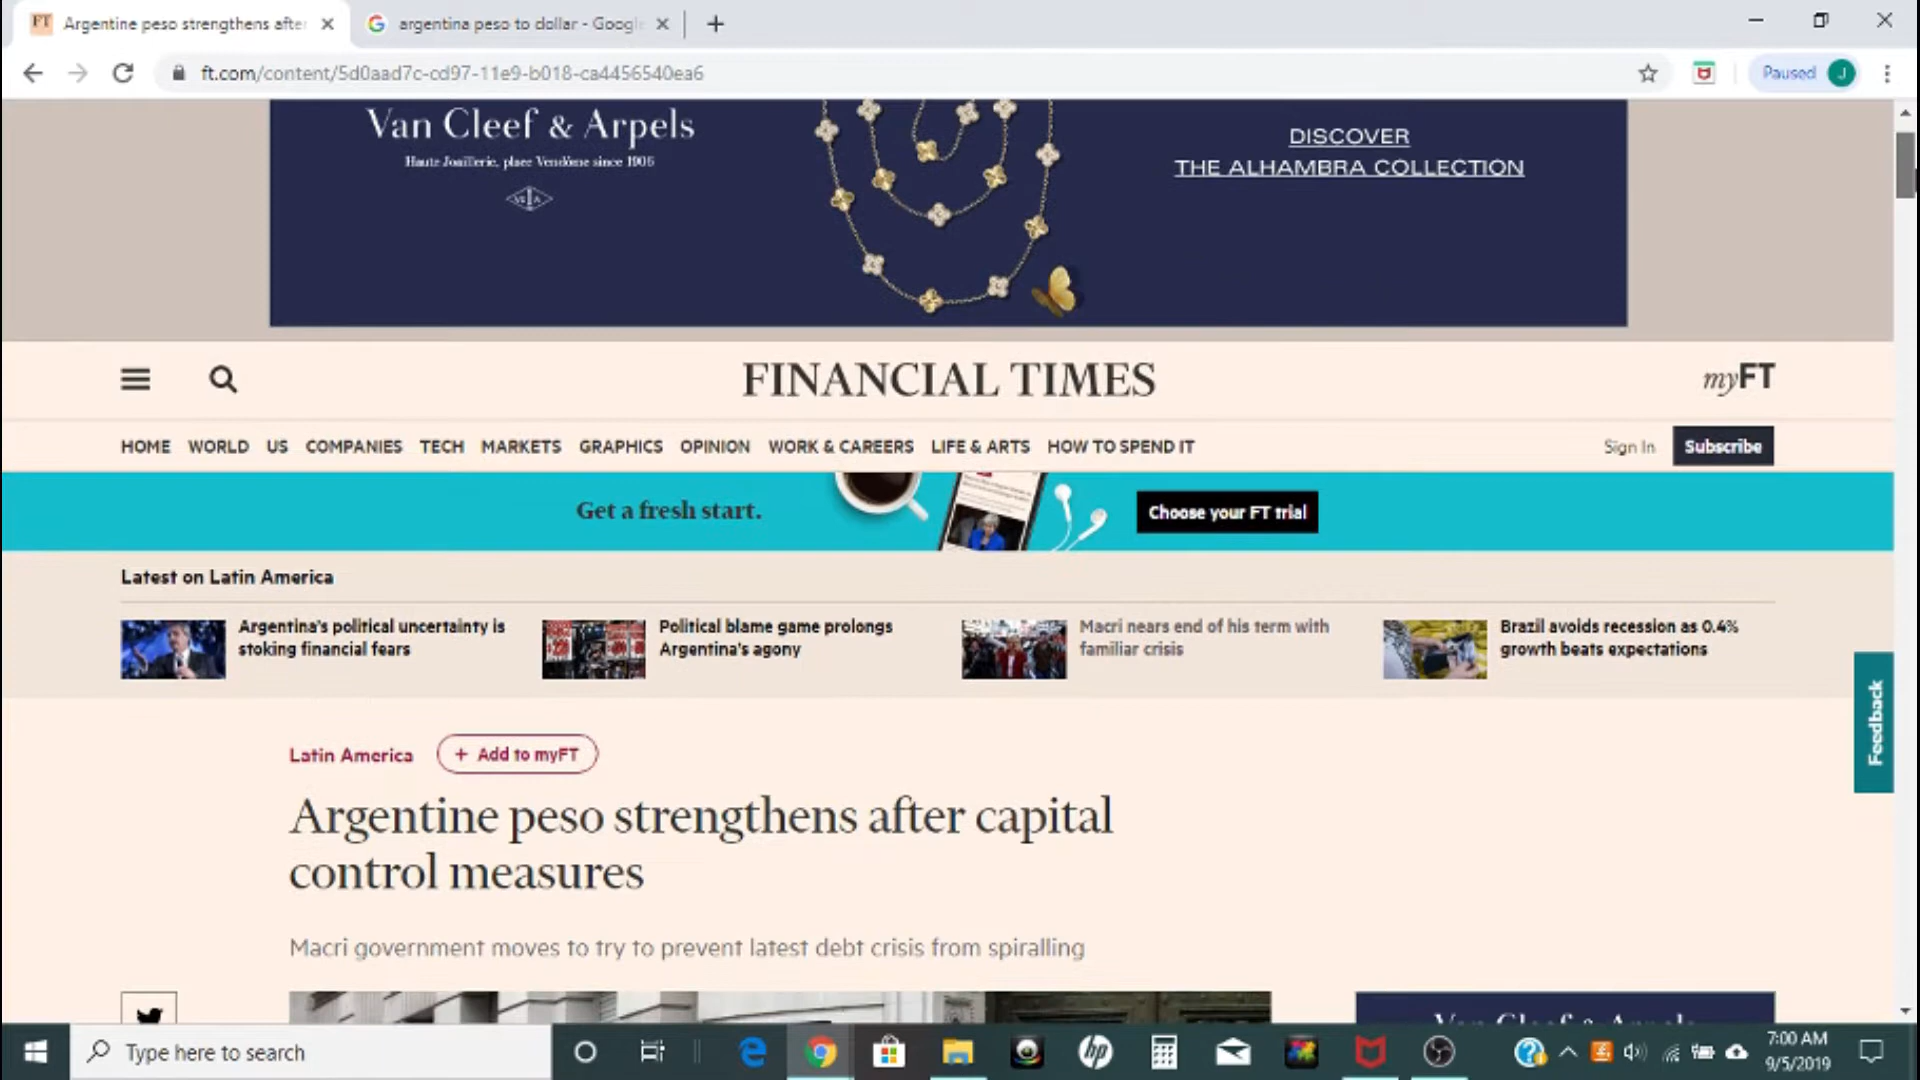 FT Argentine peso strengthens after
argentina peso to dollar - Googl
ft.com/content/5d0aad7c-cd97-11e9-b018-ca4456540ea6
Paused J
Van Cleef & Arpels
Haute Joaillerie, place Vendôme since 1906
DISCOVER
THE ALHAMBRA COLLECTION
FINANCIAL TIMES
myFT
HOME WORLD US COMPANIES TECH MARKETS GRAPHICS OPINION WORK & CAREERS LIFE & ARTS HOW TO SPEND IT
Sign In Subscribe
Get a fresh start.
Choose your FT trial
Latest on Latin America
Argentina's political uncertainty is
stoking financial fears
Political blame game prolongs
Argentina's agony
Macri nears end of his term with
familiar crisis
Brazil avoids recession as 0.4%
growth beats expectations
Feedback
Latin America + Add to myFT
Argentine peso strengthens after capital
control measures
Macri government moves to try to prevent latest debt crisis from spiralling
Van Cleef & Arpels
Type here to search
hp
7:00 AM
9/5/2019